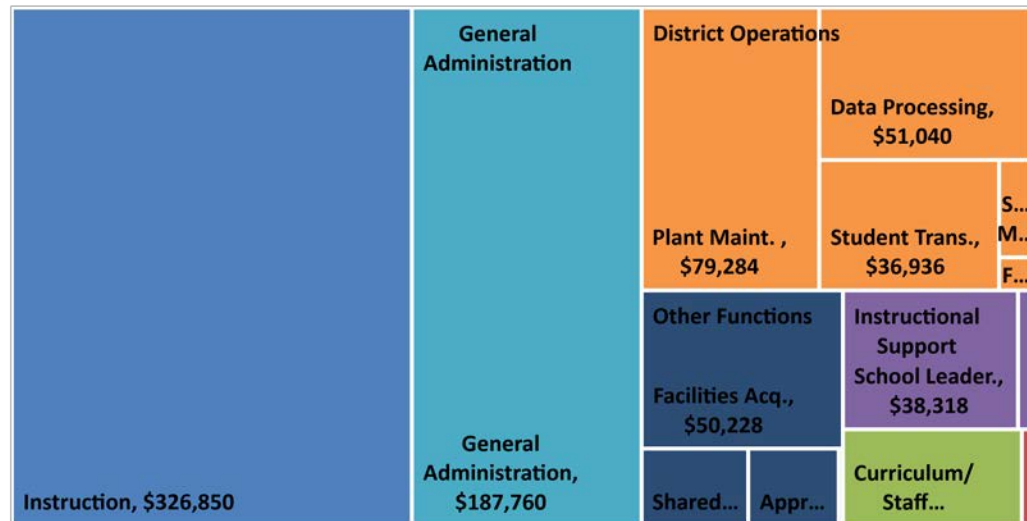 Instruction, $326,850
General
Administration
General
Administration,
$187,760
District Operations
Plant Maint. ,
$79,284
Data Processing,
$51,040
Student Trans.,
$36,936
S...
M...
F...
Other Functions
Facilities Acq.,
$50,228
Shared...
Appr...
Instructional
Support
School Leader.,
$38,318
Curriculum/
Staff...